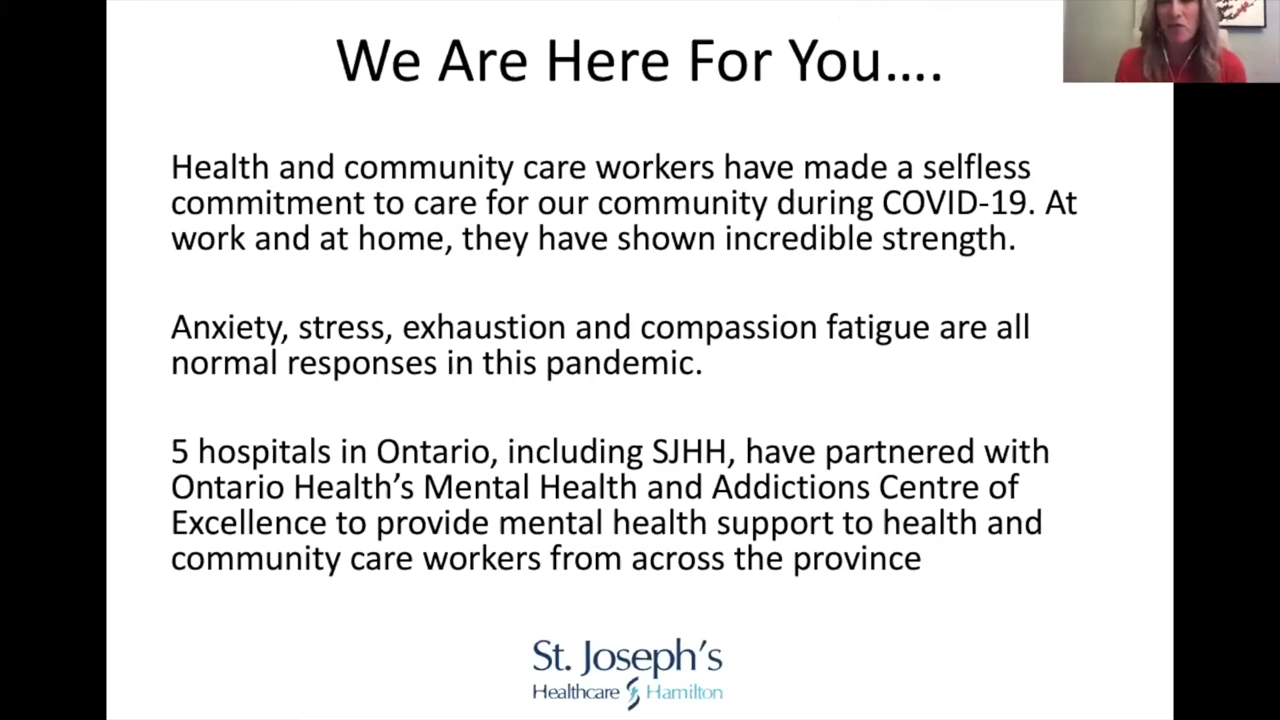 We Are Here For You....
Health and community care workers have made a selfless
commitment to care for our community during COVID-19. At
work and at home, they have shown incredible strength.
Anxiety, stress, exhaustion and compassion fatigue are all
normal responses in this pandemic.
5 hospitals in Ontario, including SJHH, have partnered with
Ontario Health’s Mental Health and Addictions Centre of
Excellence to provide mental health support to health and
community care workers from across the province
St. Joseph's
Healthcare Hamilton